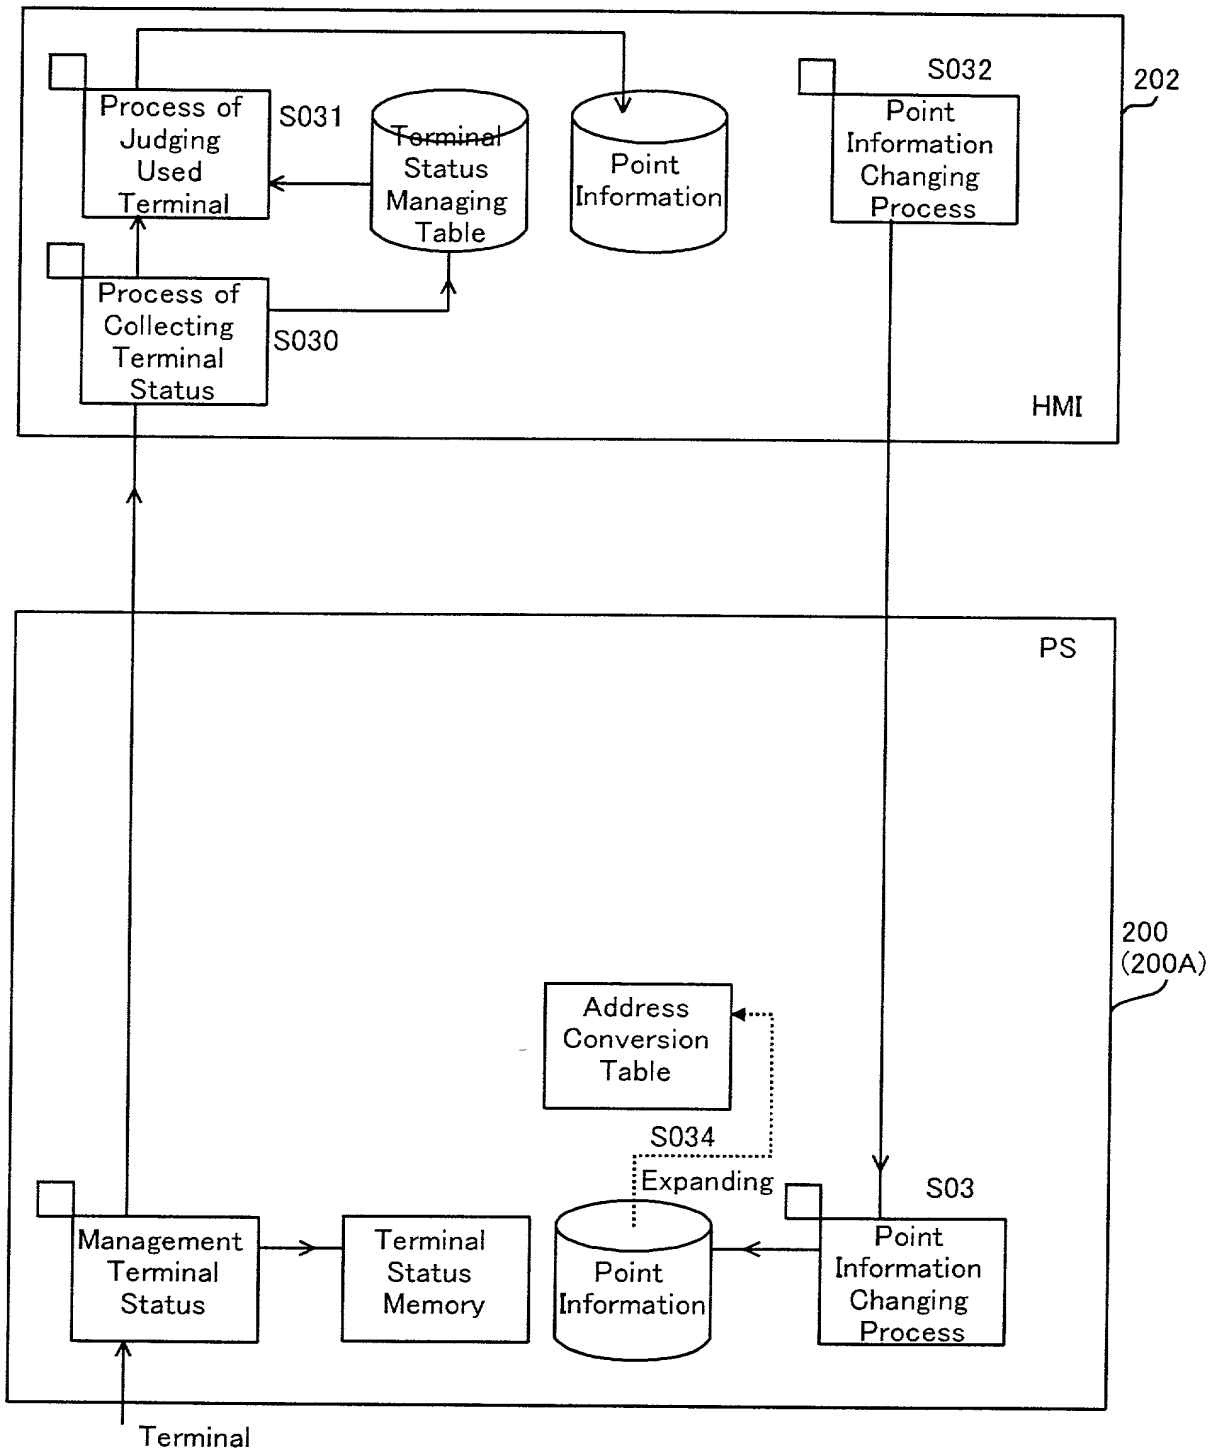 Process of
Judging
Used
Terminal
S031
Terminal
Status
Managing
Table
Point
Information
S032
Point
Information
Changing
Process
202
Process of
Collecting
Terminal
Status
S030
HMI
PS
200
(200A)
Address
Conversion
Table
S034
Expanding
S03
Management
Terminal
Status
Terminal
Status
Memory
Point
Information
Point
Information
Changing
Process
Terminal